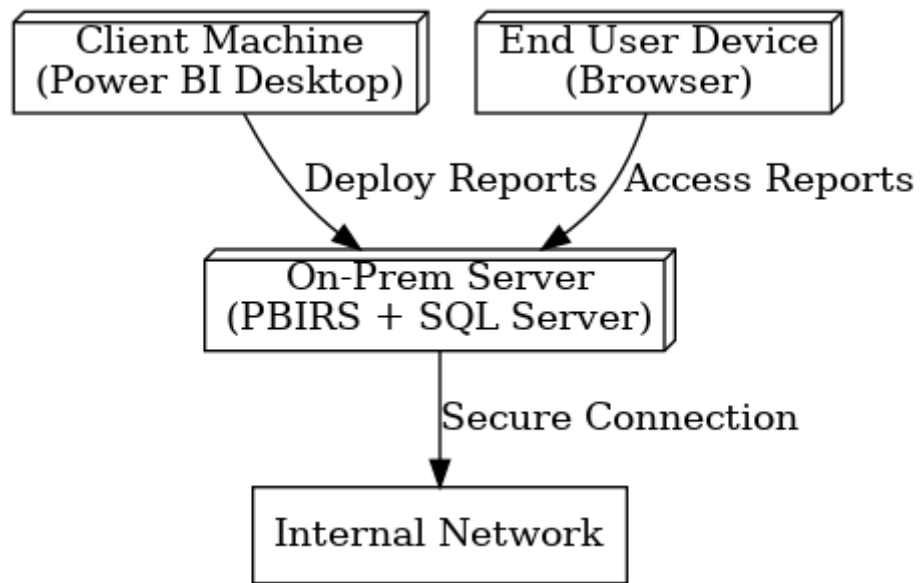 Client Machine
(Power BI Desktop)
End User Device
(Browser)
Deploy Reports
Access Reports
On-Prem Server
(PBIRS + SQL Server)
Secure Connection
Internal Network